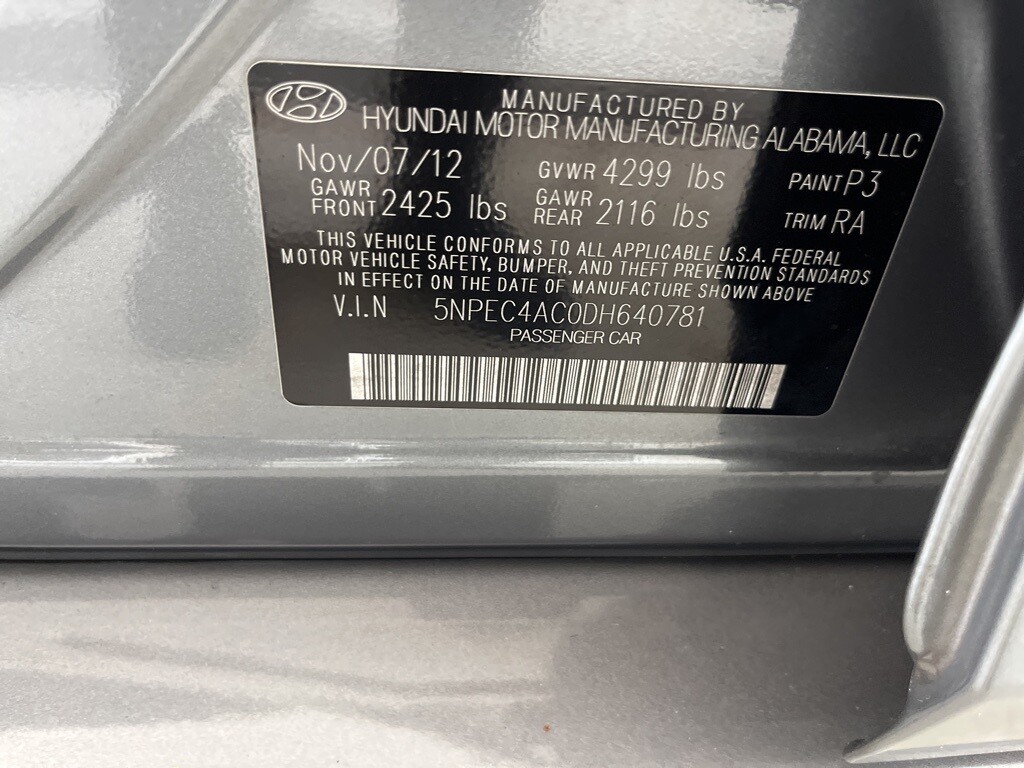 MANUFACTURED BY
HYUNDAI MOTOR MANUFACTURING ALABAMA, LLC
Nov/07/12 GVWR 4299 lbs PAINT P3
GAWR FRONT 2425 lbs GAWR REAR 2116 lbs TRIM RA
THIS VEHICLE CONFORMS TO ALL APPLICABLE U.S.A. FEDERAL
MOTOR VEHICLE SAFETY, BUMPER, AND THEFT PREVENTION STANDARDS
IN EFFECT ON THE DATE OF MANUFACTURE SHOWN ABOVE
V.I.N 5NPEC4AC0DH640781
PASSENGER CAR